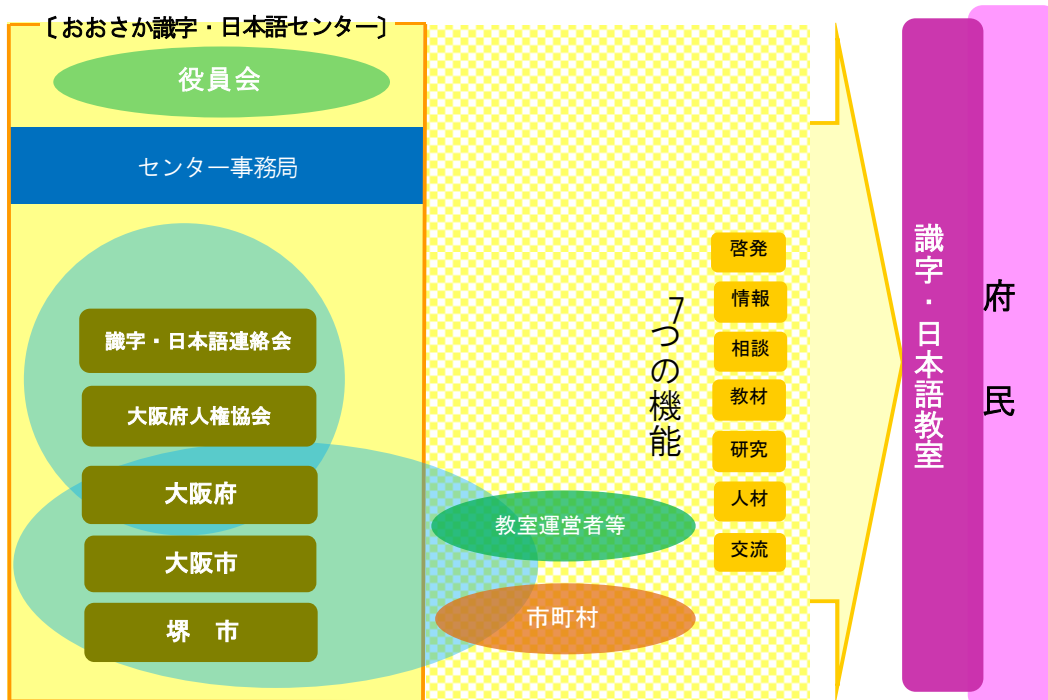 〔おおさか識字・日本語センター〕
役員会
センター事務局
識字・日本語連絡会
大阪府人権協会
大阪府
大阪市
堺　市
教室運営者等
市町村
7つの機能
啓発
情報
相談
教材
研究
人材
交流
識字・日本語教室
府　民